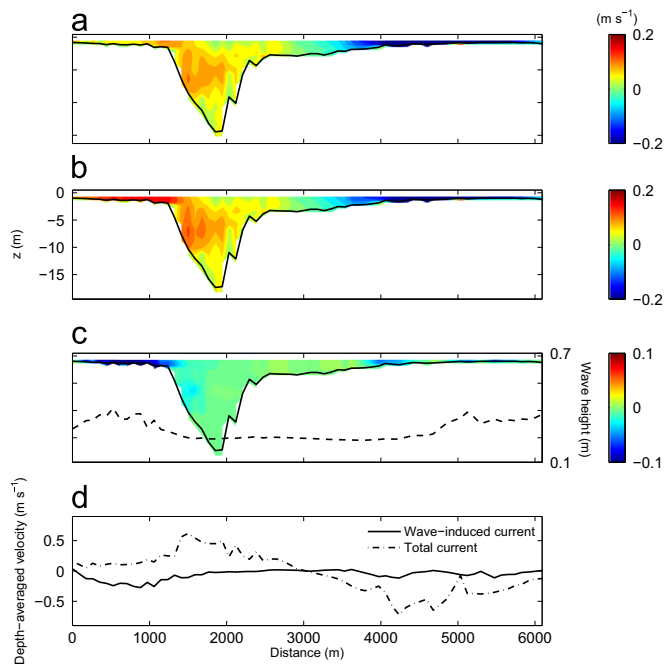 a
(m s⁻¹)
0.2
0
−0.2
b
0
−5
−10
−15
z (m)
0.2
0
−0.2
c
0.7
0.1
Wave height (m)
0.1
0
−0.1
d
Depth−averaged velocity (m s⁻¹)
0.5
0
−0.5
Wave−induced current
Total current
0 1000 2000 3000 4000 5000 6000
Distance (m)